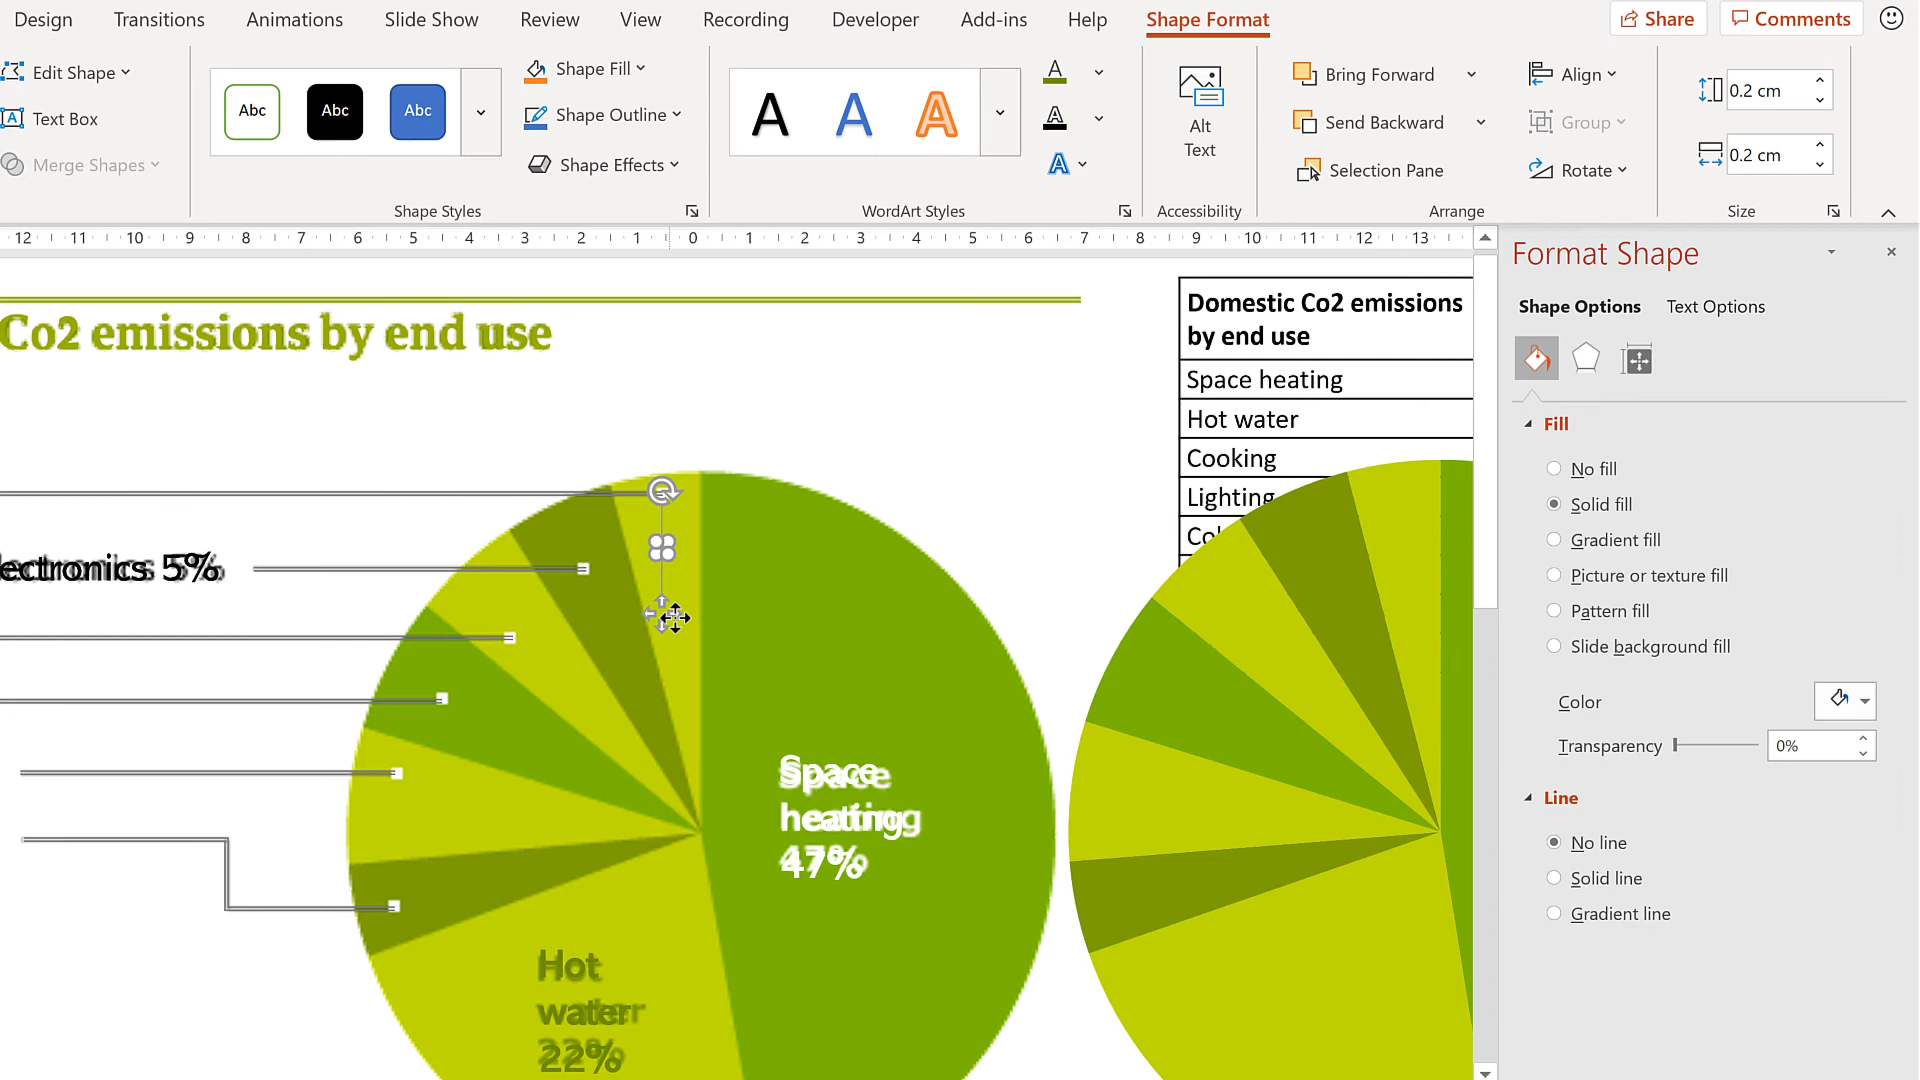 Design Transitions Animations Slide Show Review View Recording Developer Add-ins Help Shape Format Share Comments
Edit Shape
Text Box
Merge Shapes
Abc Abc Abc
Shape Fill
Shape Outline
Shape Effects
Shape Styles
A A A
A
A
A
WordArt Styles
Alt
Text
Accessibility
Bring Forward
Send Backward
Selection Pane
Align
Group
Rotate
Arrange
0.2 cm
0.2 cm
Size
12 11 10 9 8 7 6 5 4 3 2 1 0 1 2 3 4 5 6 7 8 9 10 11 12 13
Co2 emissions by end use
ectronics 5%
Space
heating
47%
Hot
water
22%
Domestic Co2 emissions
by end use
Space heating
Hot water
Cooking
Lighting
Format Shape
Shape Options Text Options
Fill
No fill
Solid fill
Gradient fill
Picture or texture fill
Pattern fill
Slide background fill
Color
Transparency 0%
Line
No line
Solid line
Gradient line